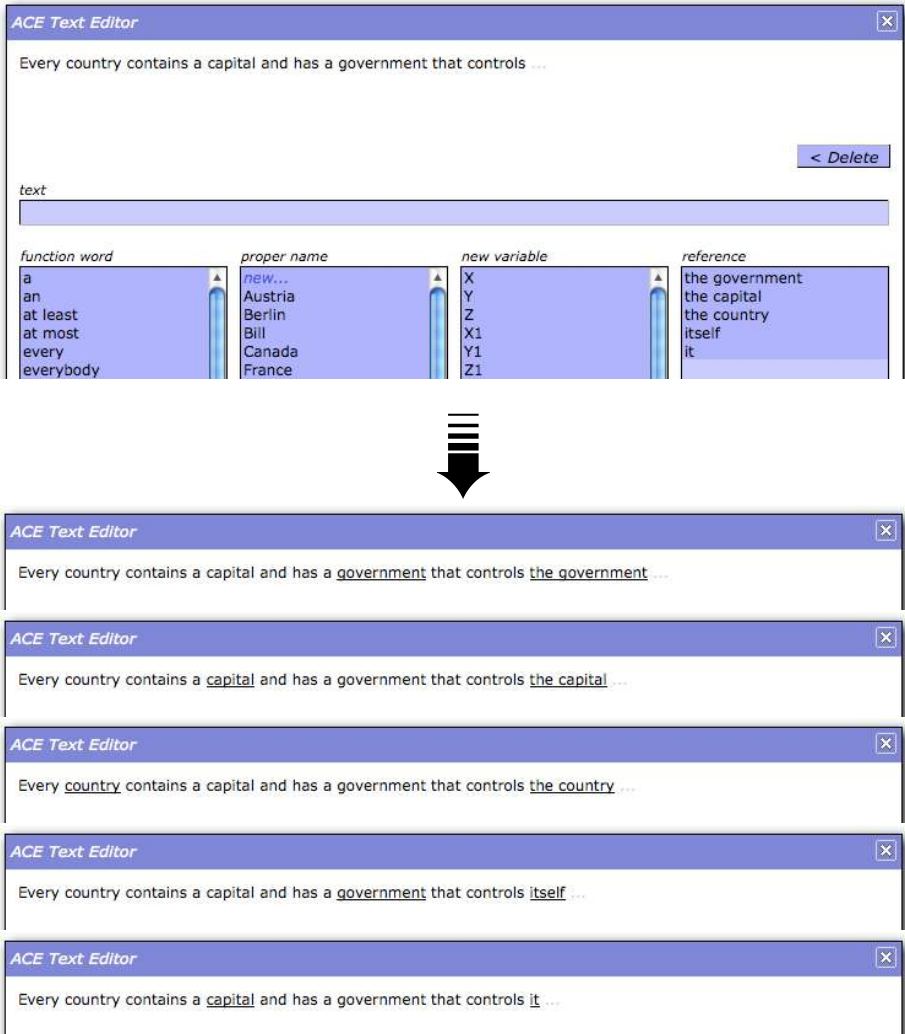 ACE Text Editor
Every country contains a capital and has a government that controls ...
< Delete
text
function word proper name new variable reference
a new... X the government
an Austria Y the capital
at least Berlin Z the country
at most Bill X1 itself
every Canada Y1 it
everybody France Z1
ACE Text Editor
Every country contains a capital and has a government that controls the government ...
ACE Text Editor
Every country contains a capital and has a government that controls the capital ...
ACE Text Editor
Every country contains a capital and has a government that controls the country ...
ACE Text Editor
Every country contains a capital and has a government that controls itself ...
ACE Text Editor
Every country contains a capital and has a government that controls it ...